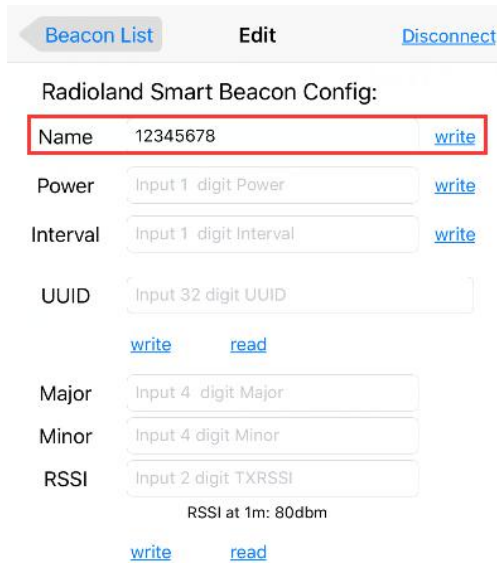 Beacon List Edit Disconnect
Radioland Smart Beacon Config:
Name 12345678 write
Power Input 1 digit Power write
Interval Input 1 digit Interval write
UUID Input 32 digit UUID
write read
Major Input 4 digit Major
Minor Input 4 digit Minor
RSSI Input 2 digit TXRSSI
RSSI at 1m: 80dbm
write read